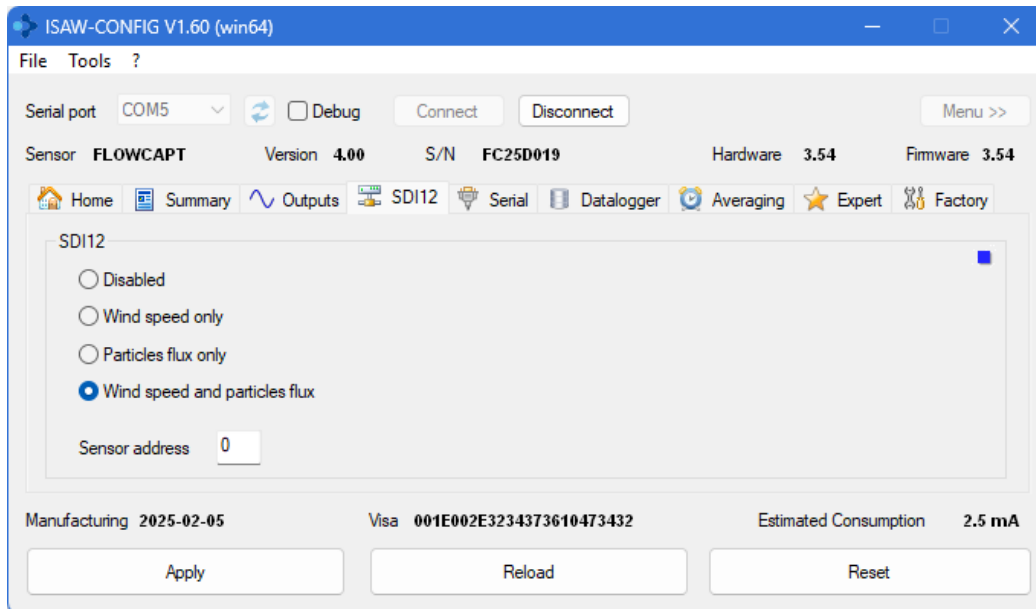 ISAW-CONFIG V1.60 (win64)
File Tools ?
Serial port COM5 Debug Connect Disconnect Menu >>
Sensor FLOWCAPT Version 4.00 S/N FC25D019 Hardware 3.54 Firmware 3.54
Home Summary Outputs SDI12 Serial Datalogger Averaging Expert Factory
SDI12
Disabled
Wind speed only
Particles flux only
Wind speed and particles flux
Sensor address 0
Manufacturing 2025-02-05 Visa 001E002E3234373610473432 Estimated Consumption 2.5 mA
Apply Reload Reset